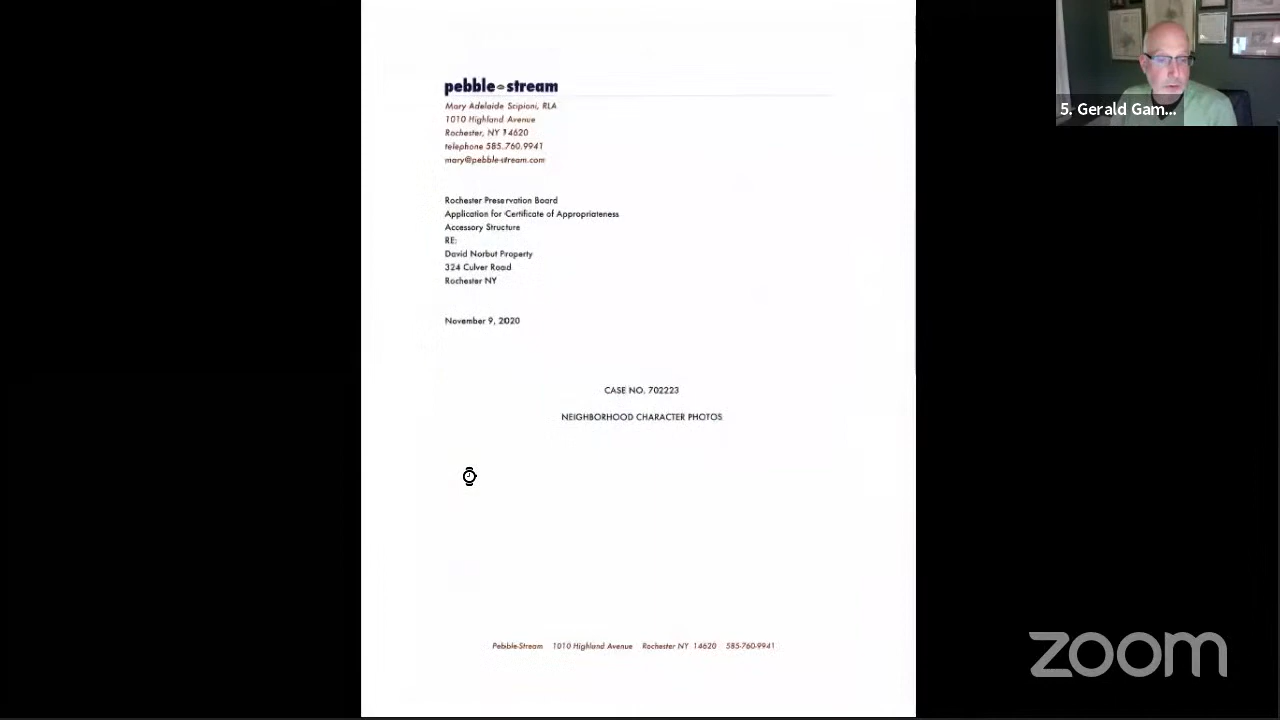 pebble stream
Mary Adelaide Scipioni, RLA
1010 Highland Avenue
Rochester, NY 14620
telephone 585.760.9941
mary@pebble-stream.com
Rochester Preservation Board
Application for Certificate of Appropriateness
Accessory Structure
RE:
David Norbut Property
324 Culver Road
Rochester NY
November 9, 2020
CASE NO. 702223
NEIGHBORHOOD CHARACTER PHOTOS
Pebble-Stream 1010 Highland Avenue Rochester NY 14620 585-760-9941
5. Gerald Gam...
zoom